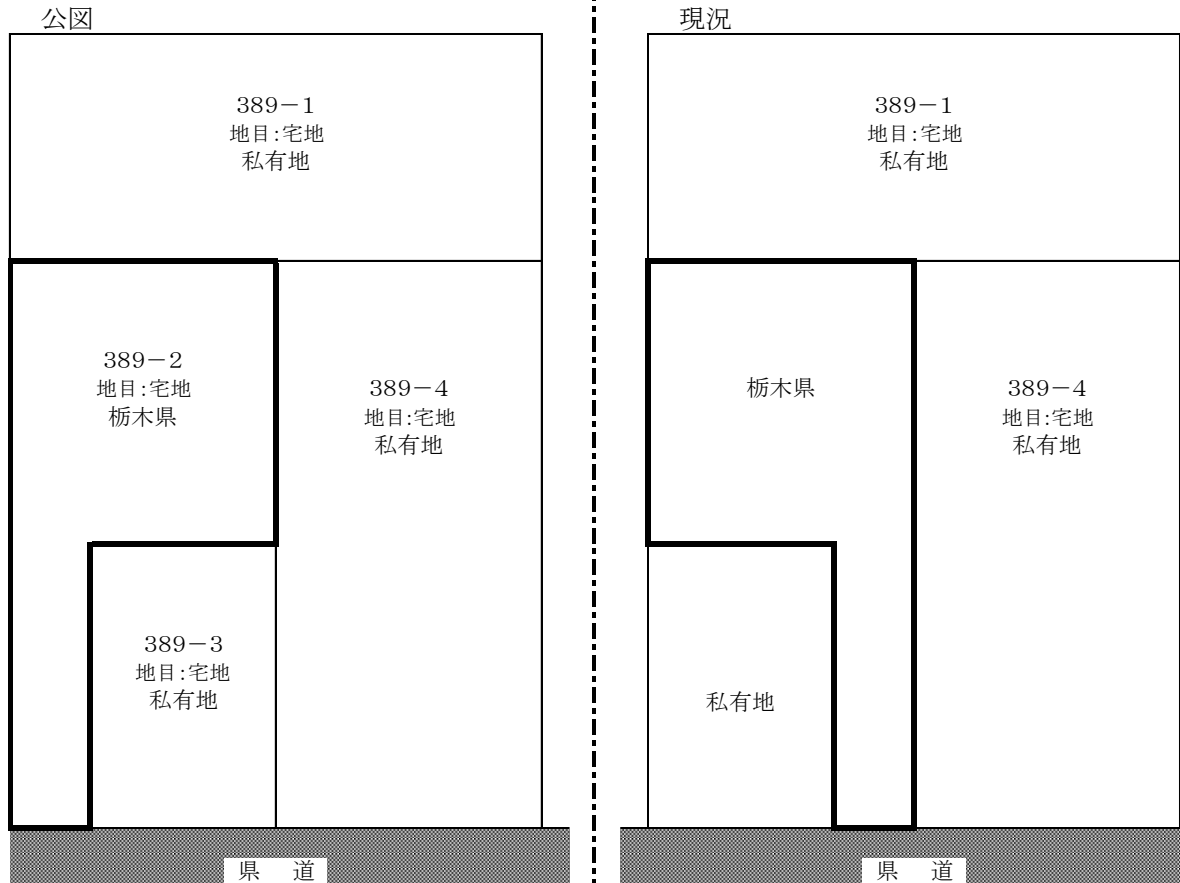 公図
389－1
地目:宅地
私有地
389－2
地目:宅地
栃木県
389－4
地目:宅地
私有地
389－3
地目:宅地
私有地
県　道
現況
389－1
地目:宅地
私有地
栃木県
389－4
地目:宅地
私有地
私有地
県　道